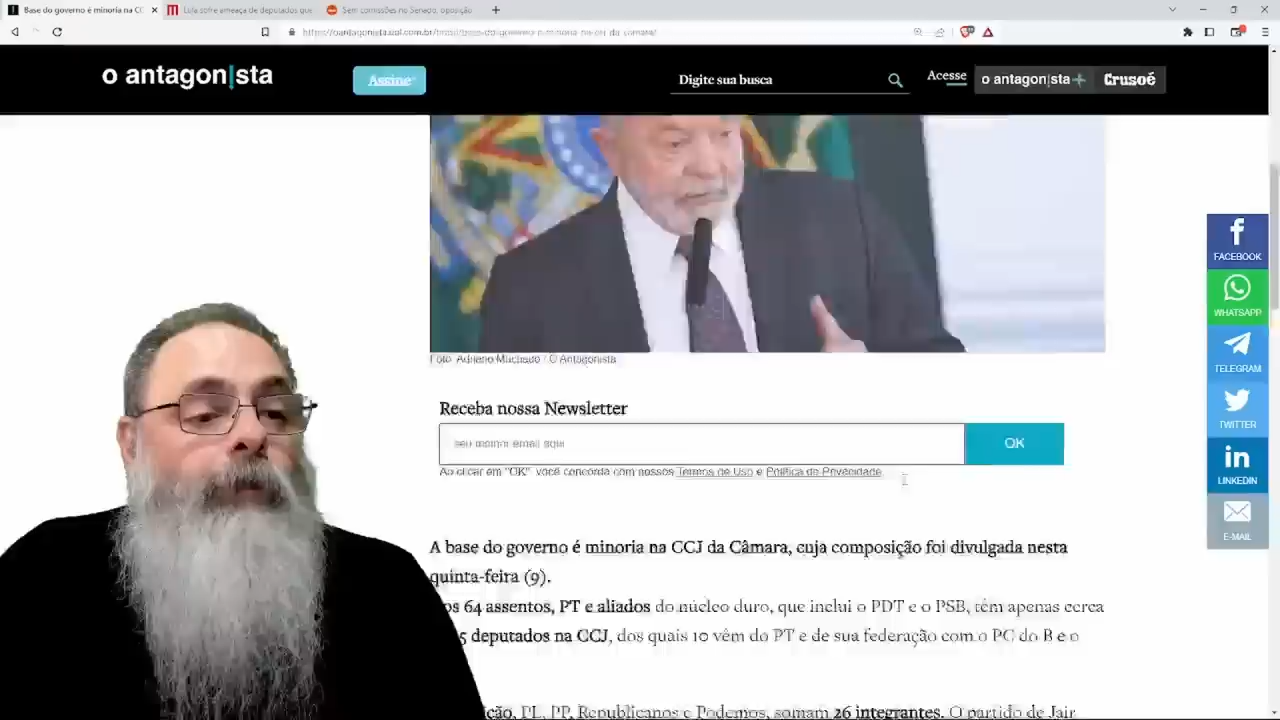 Base do governo é minoria na CC
Lula sofre ameaça de deputados que
Sem comissões no Senado, oposição
https://oantagonista.uol.com.br/brasil/base-do-governo-e-minoria-na-ccj-da-camara/
o antagon|sta
Assine
Digite sua busca
Acesse
o antagon|sta+
Crusoé
Foto: Adriano Machado / O Antagonista
Receba nossa Newsletter
seu melhor email aqui
OK
Ao clicar em "OK" você concorda com nossos Termos de Uso e Política de Privacidade.
A base do governo é minoria na CCJ da Câmara, cuja composição foi divulgada nesta
quinta-feira (9).
os 64 assentos, PT e aliados do núcleo duro, que inclui o PDT e o PSB, têm apenas cerca
5 deputados na CCJ, dos quais 10 vêm do PT e de sua federação com o PC do B e o
ição, PL, PP, Republicanos e Podemos, somam 26 integrantes. O partido de Jair
FACEBOOK
WHATSAPP
TELEGRAM
TWITTER
in
LINKEDIN
E-MAIL